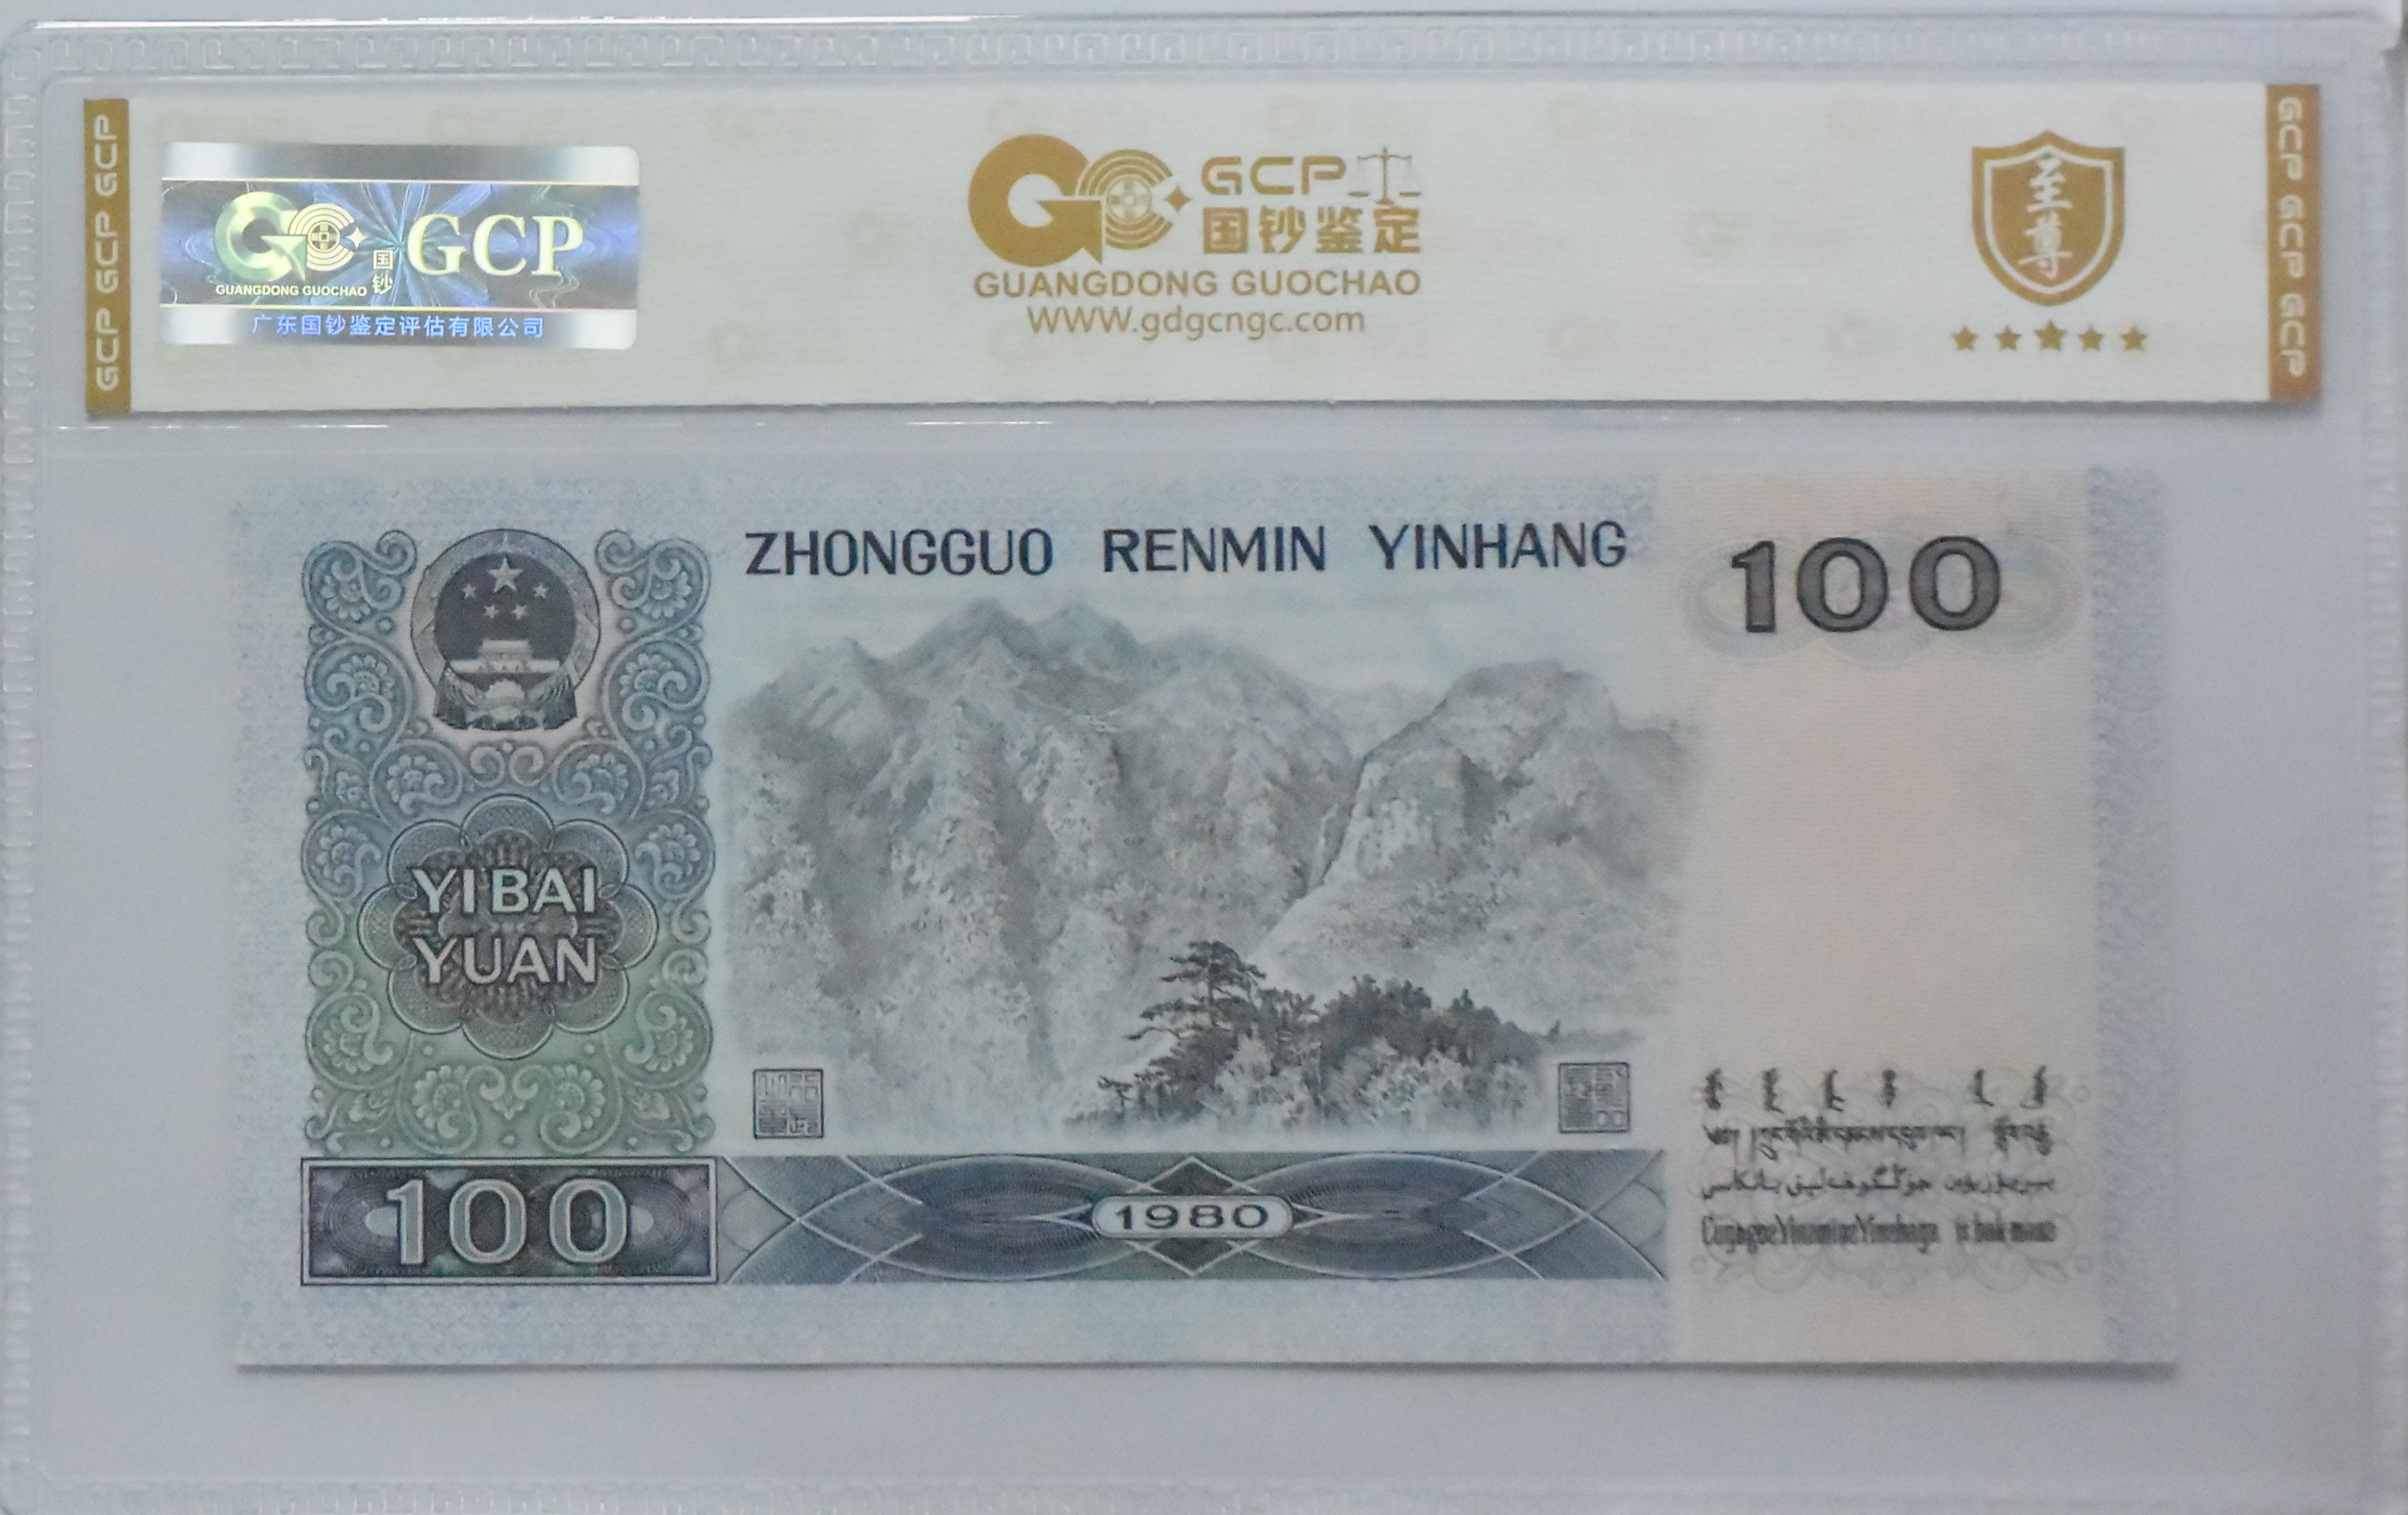 GCP GCP GCP
GCP
国钞
GUANGDONG GUOCHAO
广东国钞鉴定评估有限公司
GCP
国钞鉴定
GUANGDONG GUOCHAO
WWW.gdgcngc.com
至尊
GCP GCP GCP
ZHONGGUO RENMIN YINHANG
100
YIBAI
YUAN
100
1980